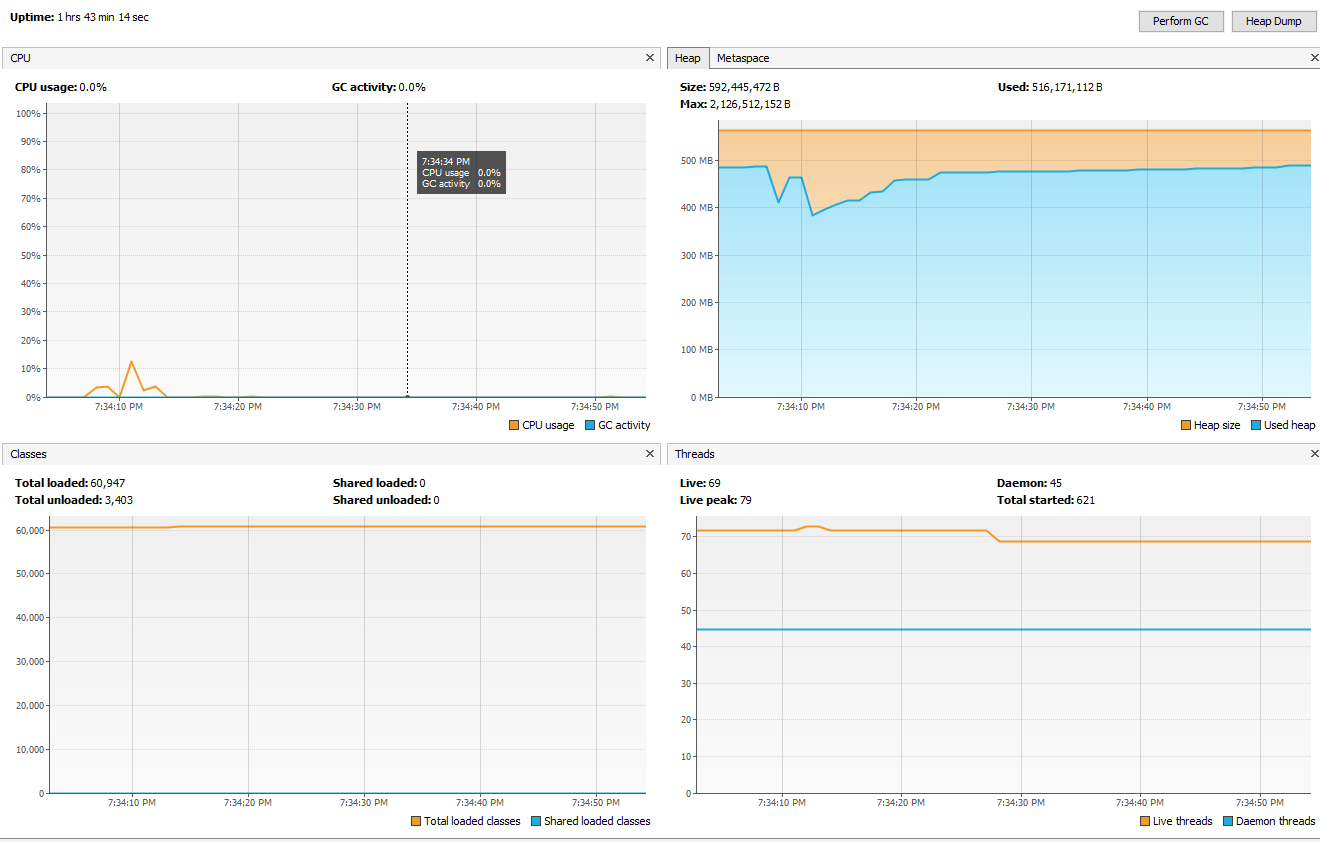 Uptime: 1 hrs 43 min 14 sec
Perform GC
Heap Dump
CPU
CPU usage: 0.0%
GC activity: 0.0%
100%
90%
80%
70%
60%
50%
40%
30%
20%
10%
0%
7:34:34 PM
CPU usage 0.0%
GC activity 0.0%
7:34:10 PM 7:34:20 PM 7:34:30 PM 7:34:40 PM 7:34:50 PM
CPU usage GC activity
Heap Metaspace
Size: 592,445,472 B
Used: 516,171,112 B
Max: 2,126,512,152 B
500 MB
400 MB
300 MB
200 MB
100 MB
0 MB
7:34:10 PM 7:34:20 PM 7:34:30 PM 7:34:40 PM 7:34:50 PM
Heap size Used heap
Classes
Total loaded: 60,947
Shared loaded: 0
Total unloaded: 3,403
Shared unloaded: 0
60,000
50,000
40,000
30,000
20,000
10,000
0
7:34:10 PM 7:34:20 PM 7:34:30 PM 7:34:40 PM 7:34:50 PM
Total loaded classes Shared loaded classes
Threads
Live: 69
Daemon: 45
Live peak: 79
Total started: 621
70
60
50
40
30
20
10
0
7:34:10 PM 7:34:20 PM 7:34:30 PM 7:34:40 PM 7:34:50 PM
Live threads Daemon threads